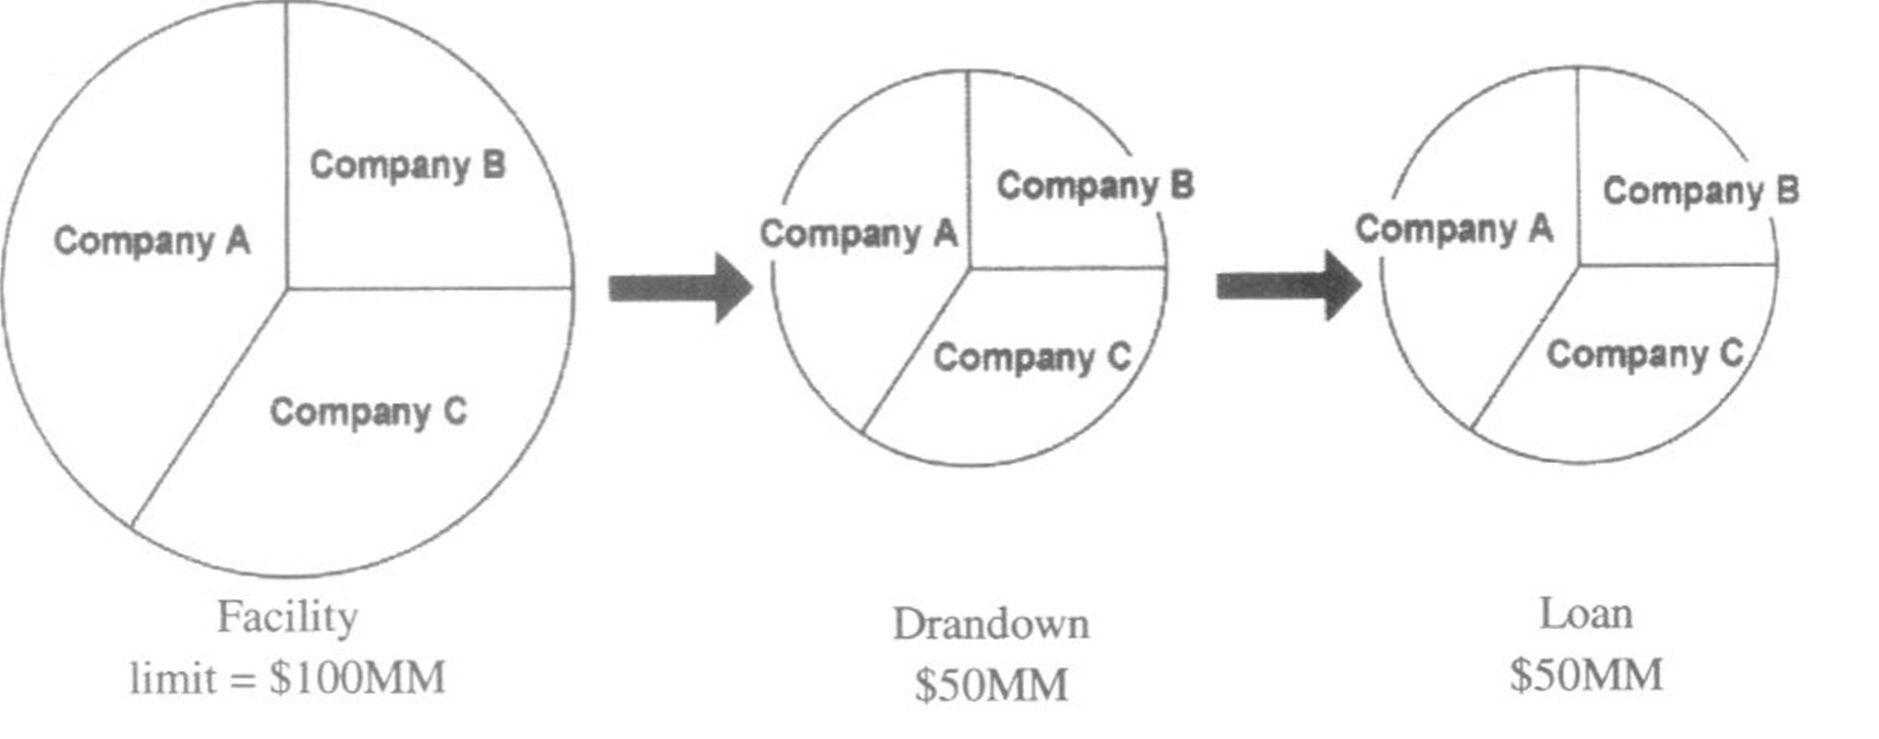 Company A
Company B
Company C
Facility
limit = $100MM
Company A
Company B
Company C
Drandown
$50MM
Company A
Company B
Company C
Loan
$50MM